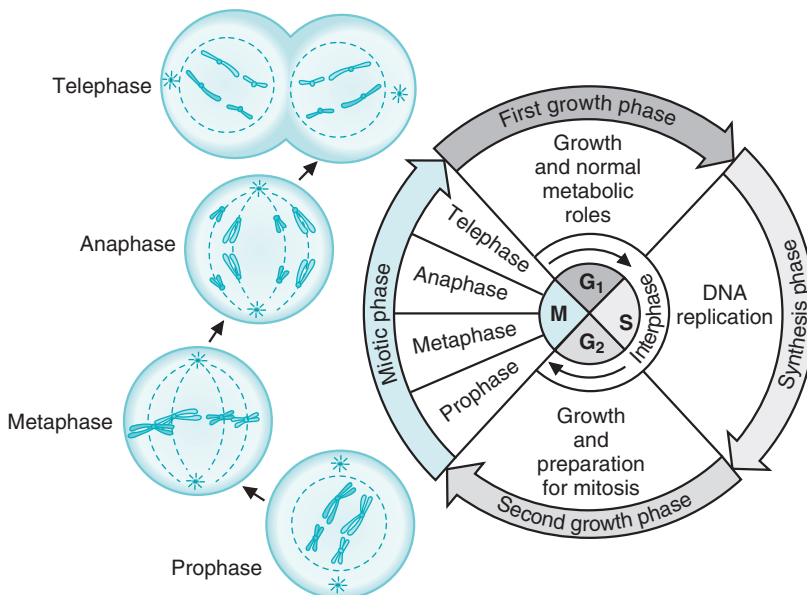 Telephase
Anaphase
Metaphase
Prophase
First growth phase
Growth
and normal
metabolic
roles
Synthesis phase
DNA
replication
Second growth phase
Growth
and
preparation
for mitosis
Miotic phase
Telephase
Anaphase
Metaphase
Prophase
Interphase
G1
S
G2
M